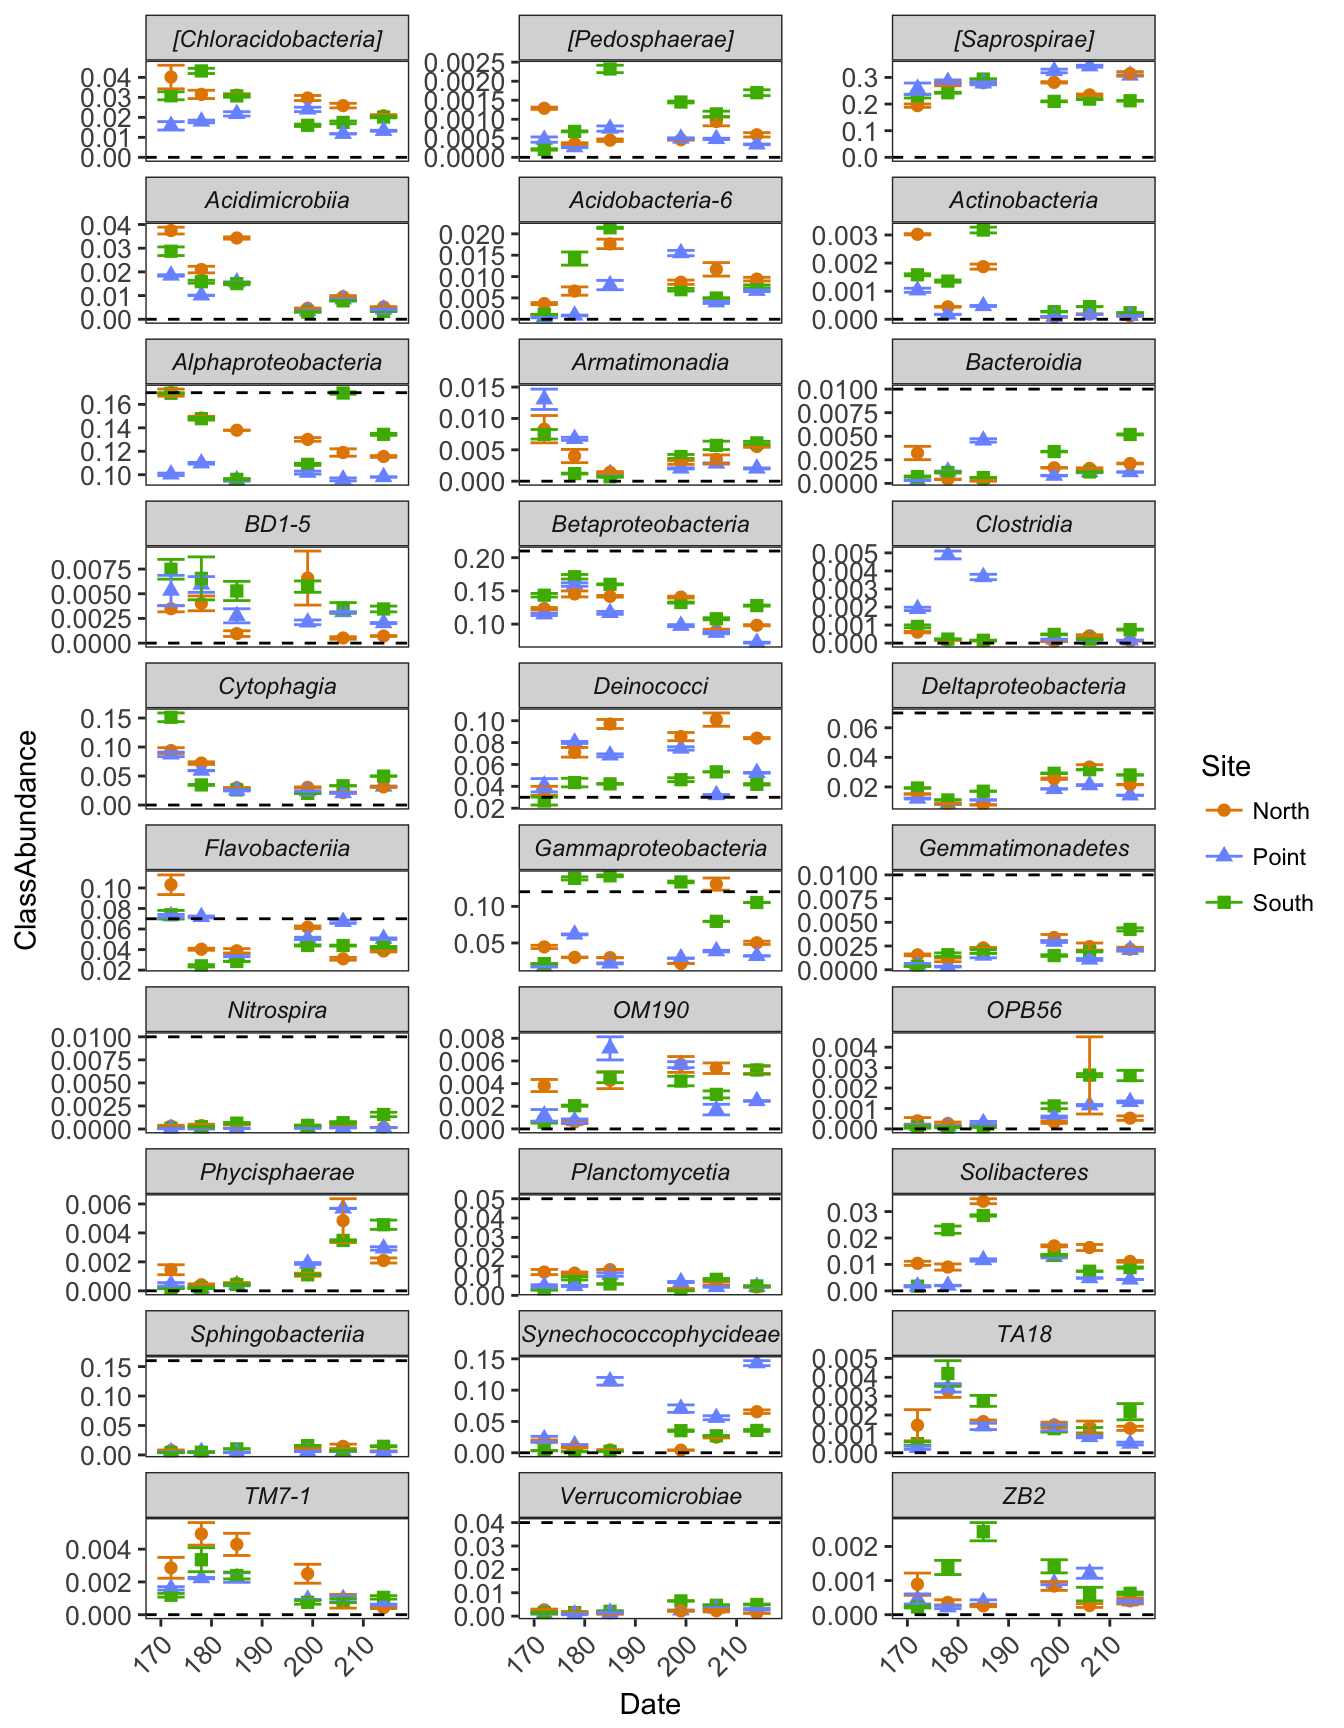 [Chloracidobacteria] [Pedosphaerae] [Saprospirae]
0.04 0.03 0.02 0.01 0.00
0.0025 0.0020 0.0015 0.0010 0.0005 0.0000
0.3 0.2 0.1 0.0
Acidimicrobiia Acidobacteria-6 Actinobacteria
0.04 0.03 0.02 0.01 0.00
0.020 0.015 0.010 0.005 0.000
0.003 0.002 0.001 0.000
Alphaproteobacteria Armatimonadia Bacteroidia
0.16 0.14 0.12 0.10
0.015 0.010 0.005 0.000
0.0100 0.0075 0.0050 0.0025 0.0000
BD1-5 Betaproteobacteria Clostridia
0.0075 0.0050 0.0025 0.0000
0.20 0.15 0.10
0.005 0.004 0.003 0.002 0.001 0.000
Cytophagia Deinococci Deltaproteobacteria
0.15 0.10 0.05 0.00
0.10 0.08 0.06 0.04 0.02
0.06 0.04 0.02
Flavobacteriia Gammaproteobacteria Gemmatimonadetes
0.10 0.08 0.06 0.04 0.02
0.10 0.05
0.0100 0.0075 0.0050 0.0025 0.0000
Nitrospira OM190 OPB56
0.0100 0.0075 0.0050 0.0025 0.0000
0.008 0.006 0.004 0.002 0.000
0.004 0.003 0.002 0.001 0.000
Phycisphaerae Planctomycetia Solibacteres
0.006 0.004 0.002 0.000
0.05 0.04 0.03 0.02 0.01 0.00
0.03 0.02 0.01 0.00
Sphingobacteriia Synechococcophycideae TA18
0.15 0.10 0.05 0.00
0.15 0.10 0.05 0.00
0.005 0.004 0.003 0.002 0.001 0.000
TM7-1 Verrucomicrobiae ZB2
0.004 0.002 0.000
0.04 0.03 0.02 0.01 0.00
0.002 0.001 0.000
170 180 190 200 210
170 180 190 200 210
170 180 190 200 210
Date
ClassAbundance
Site
North
Point
South